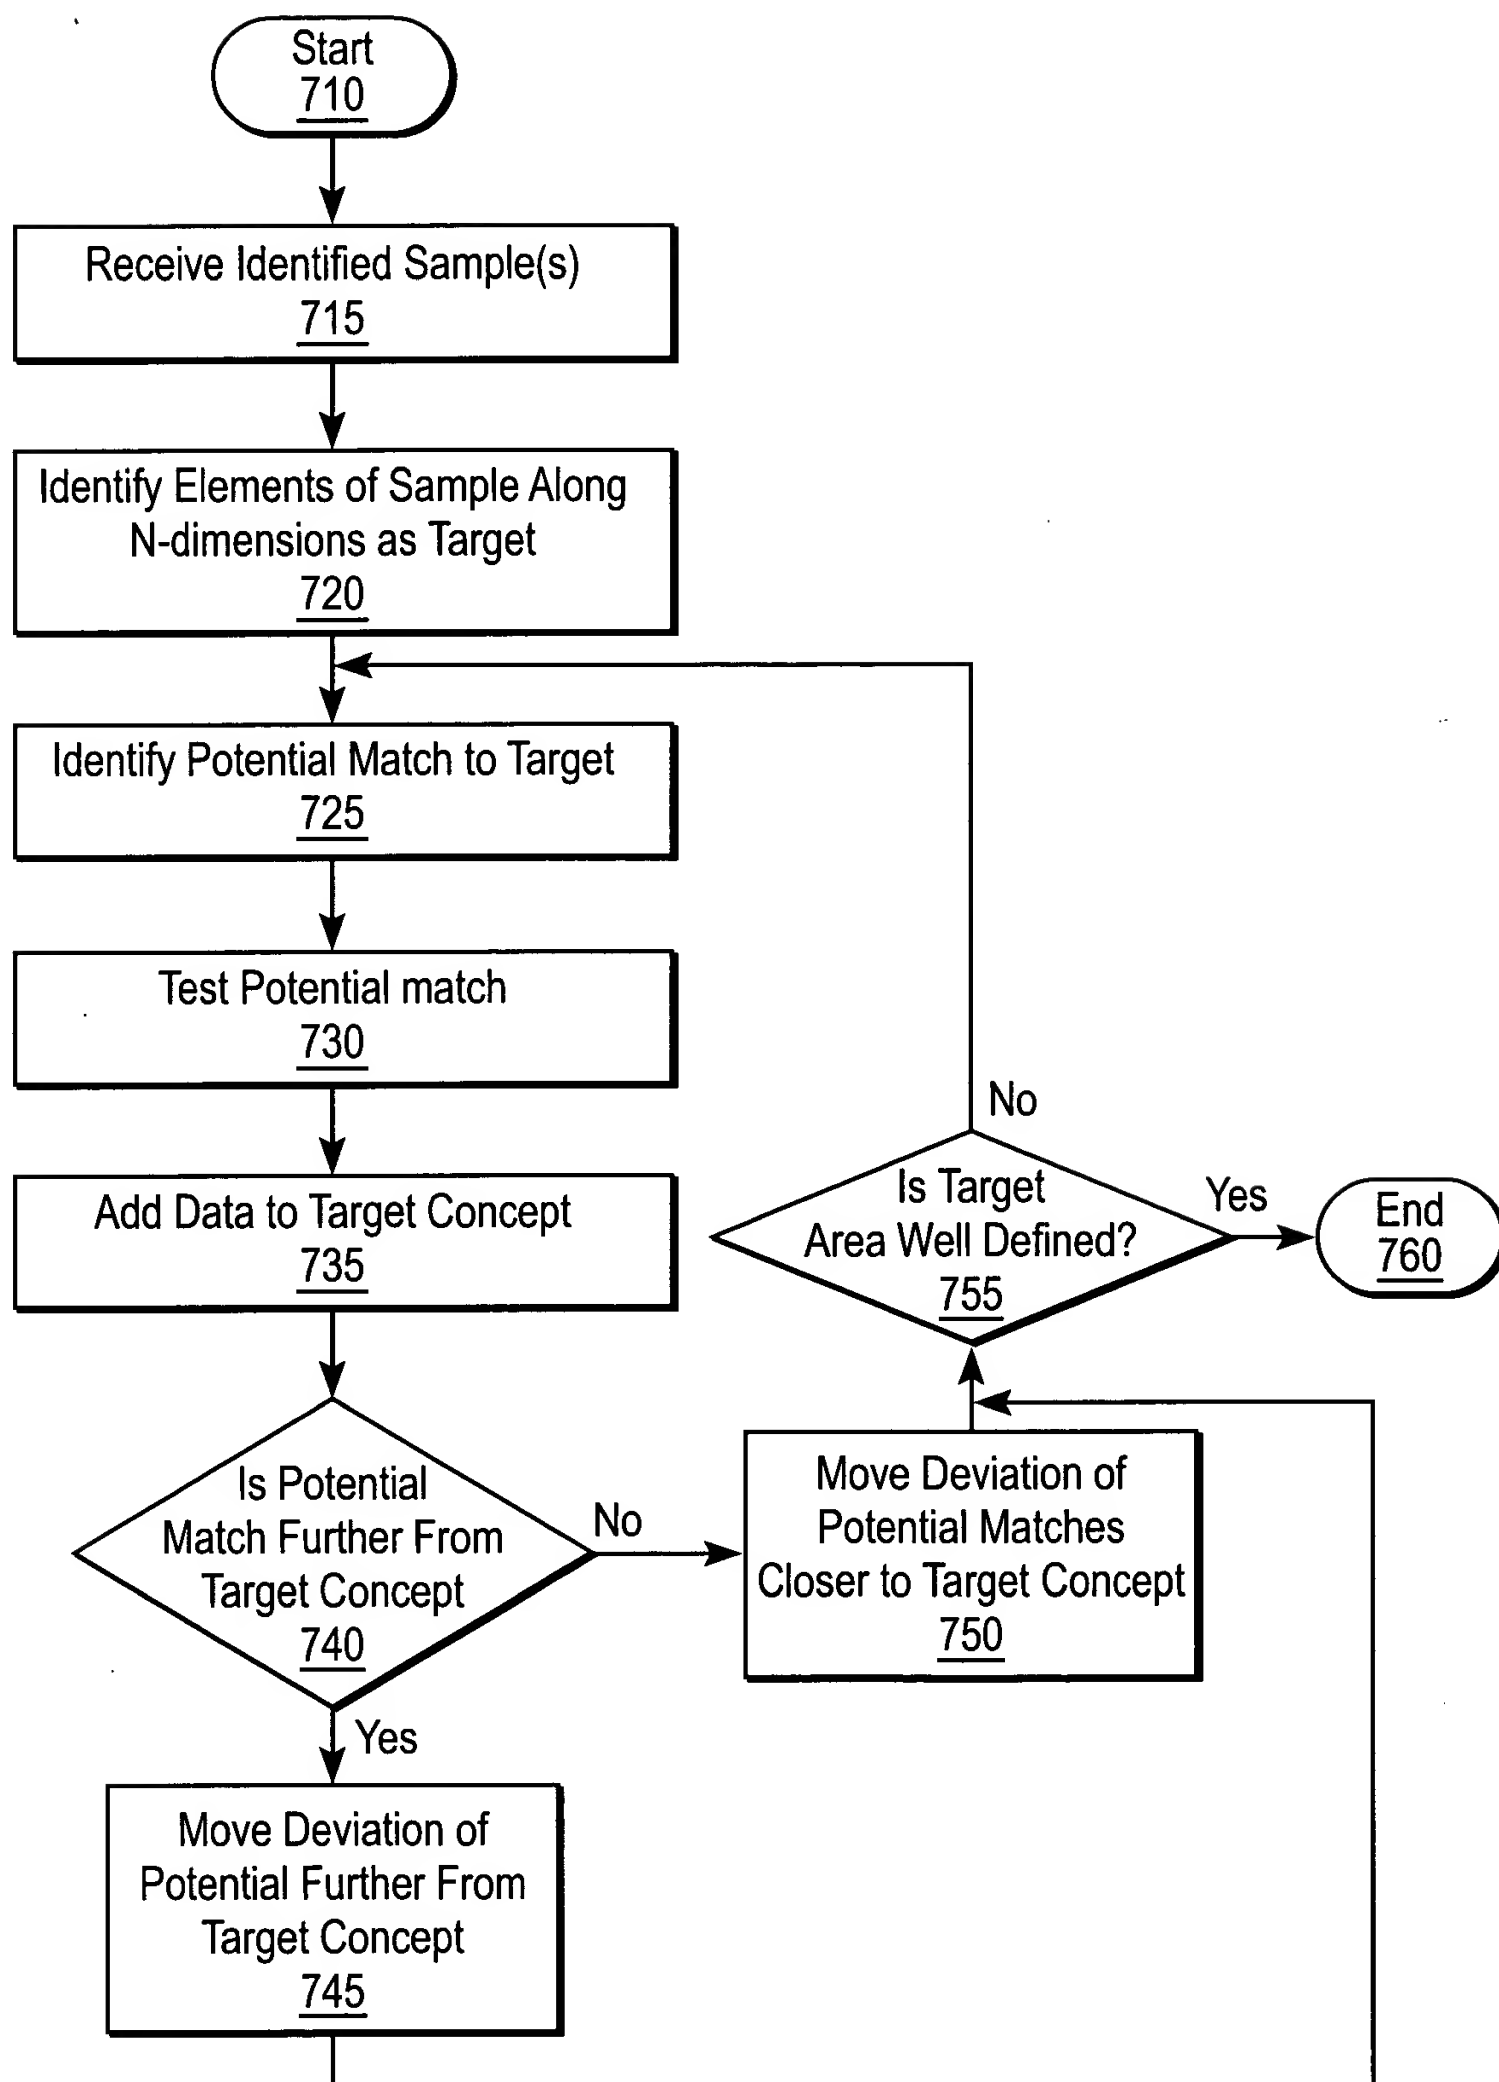 Start
710
Receive Identified Sample(s)
715
Identify Elements of Sample Along
N-dimensions as Target
720
Identify Potential Match to Target
725
Test Potential match
730
Add Data to Target Concept
735
Is Potential
Match Further From
Target Concept
740
No
Yes
Move Deviation of
Potential Further From
Target Concept
745
Move Deviation of
Potential Matches
Closer to Target Concept
750
Is Target
Area Well Defined?
755
No
Yes
End
760